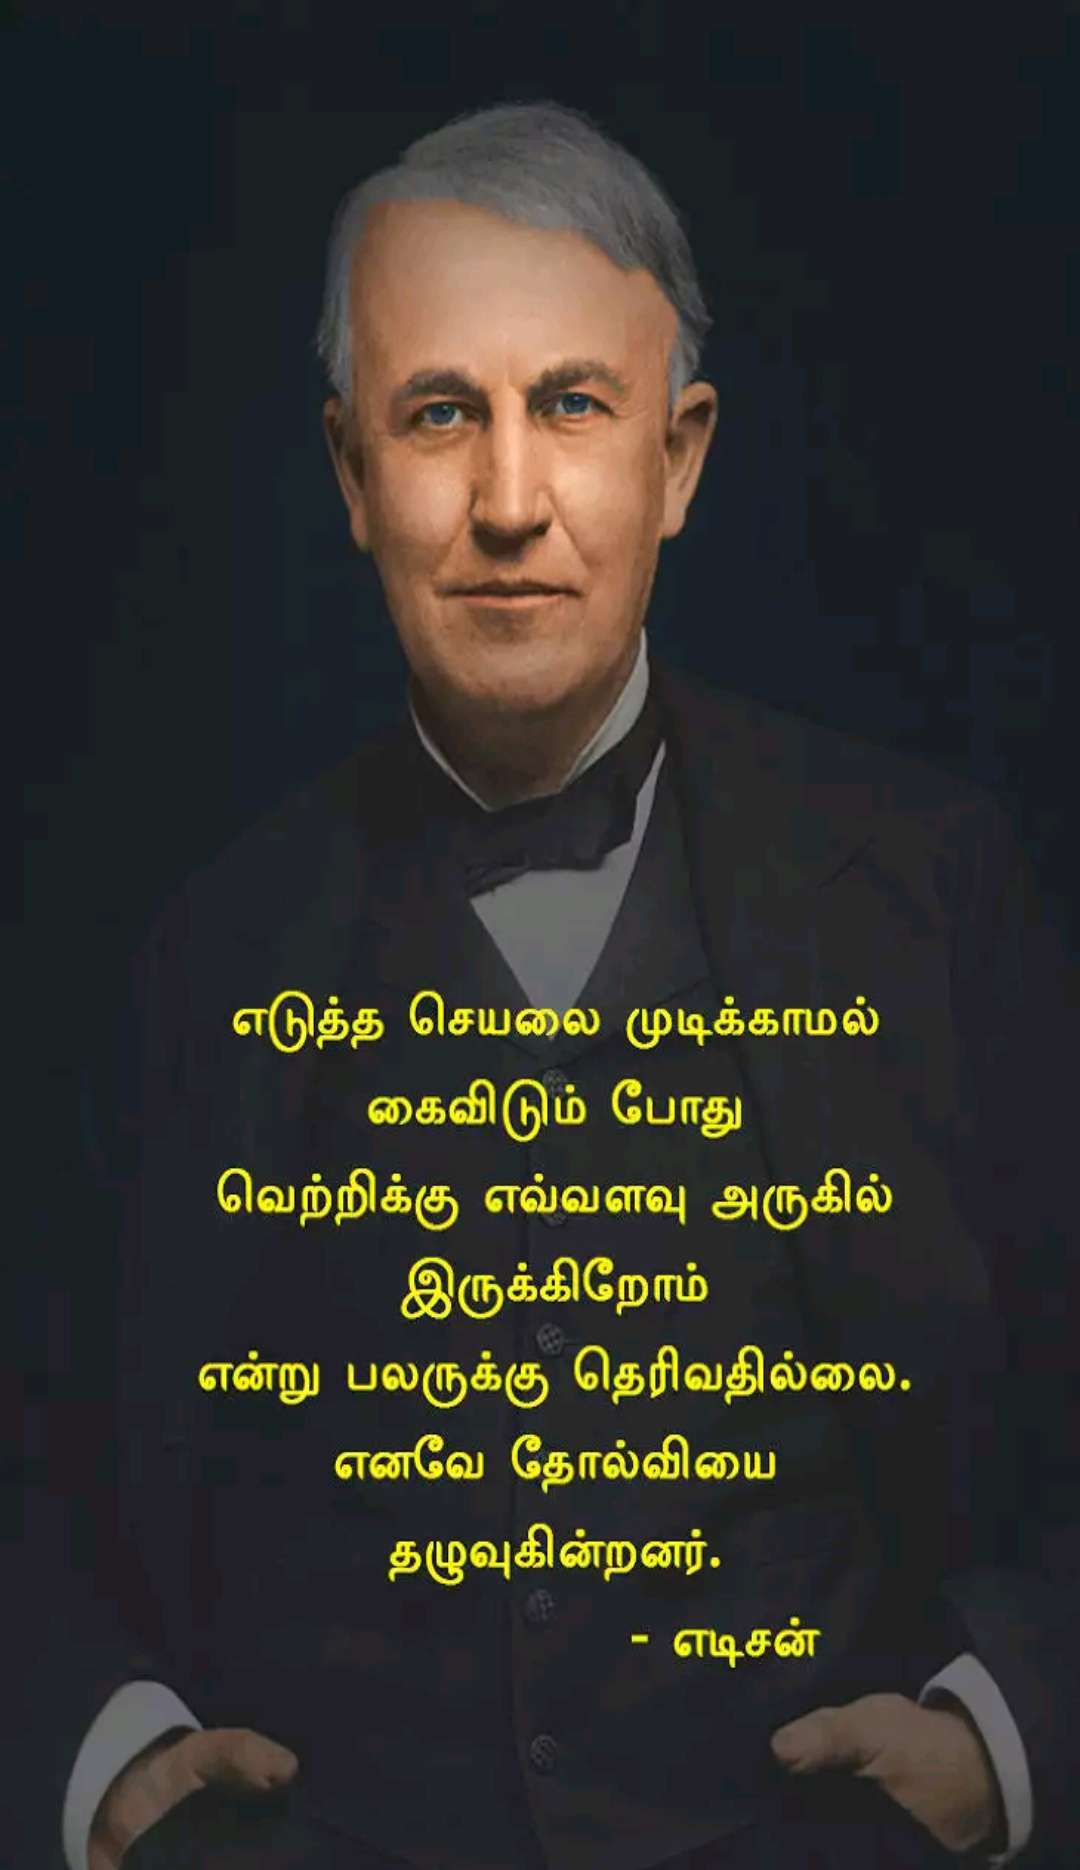 எடுத்த செயலை முடிக்காமல்
கைவிடும் போது
வெற்றிக்கு எவ்வளவு அருகில்
இருக்கிறோம்
என்று பலருக்கு தெரிவதில்லை.
எனவே தோல்வியை
தழுவுகின்றனர்.
- எடிசன்